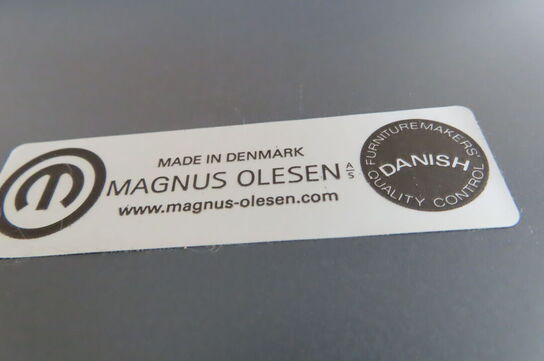 MADE IN DENMARK
MAGNUS OLESEN A/S
www.magnus-olesen.com
FURNITUREMAKERS
DANISH
QUALITY CONTROL